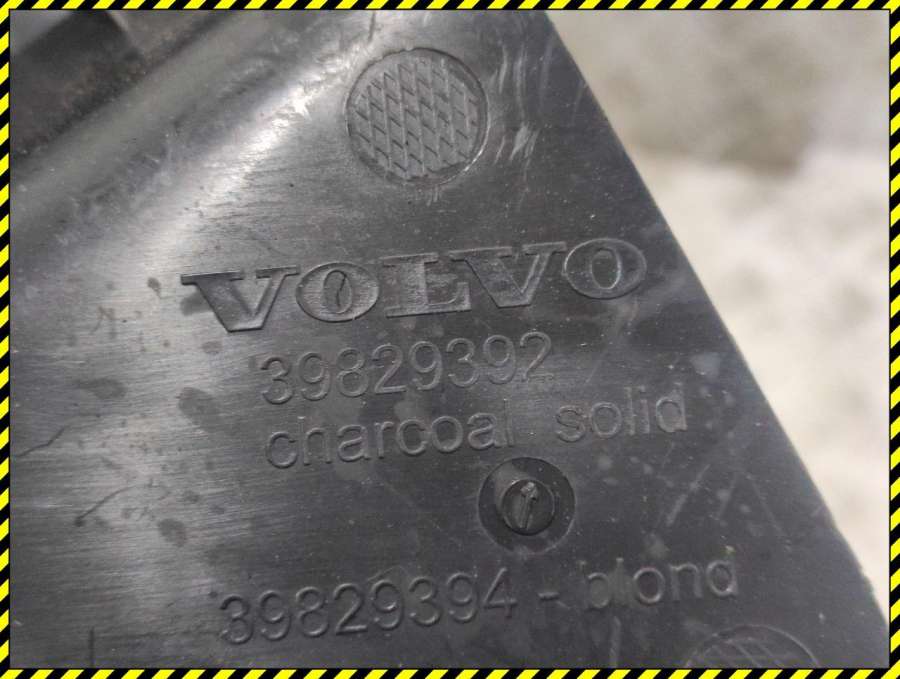 VOLVO
39829392
charcoal solid
39829394 - blond